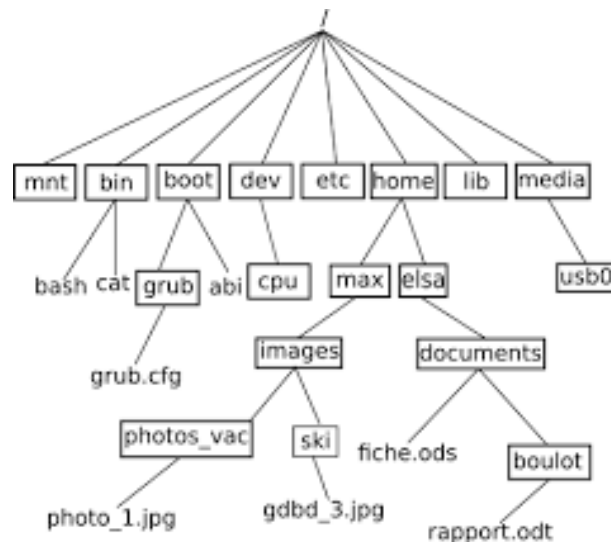 /
mnt bin boot dev etc home lib media
bash cat grub abi cpu max elsa usb0
grub.cfg images documents
photos_vac ski fiche.ods boulot
photo_1.jpg gdbd_3.jpg rapport.odt